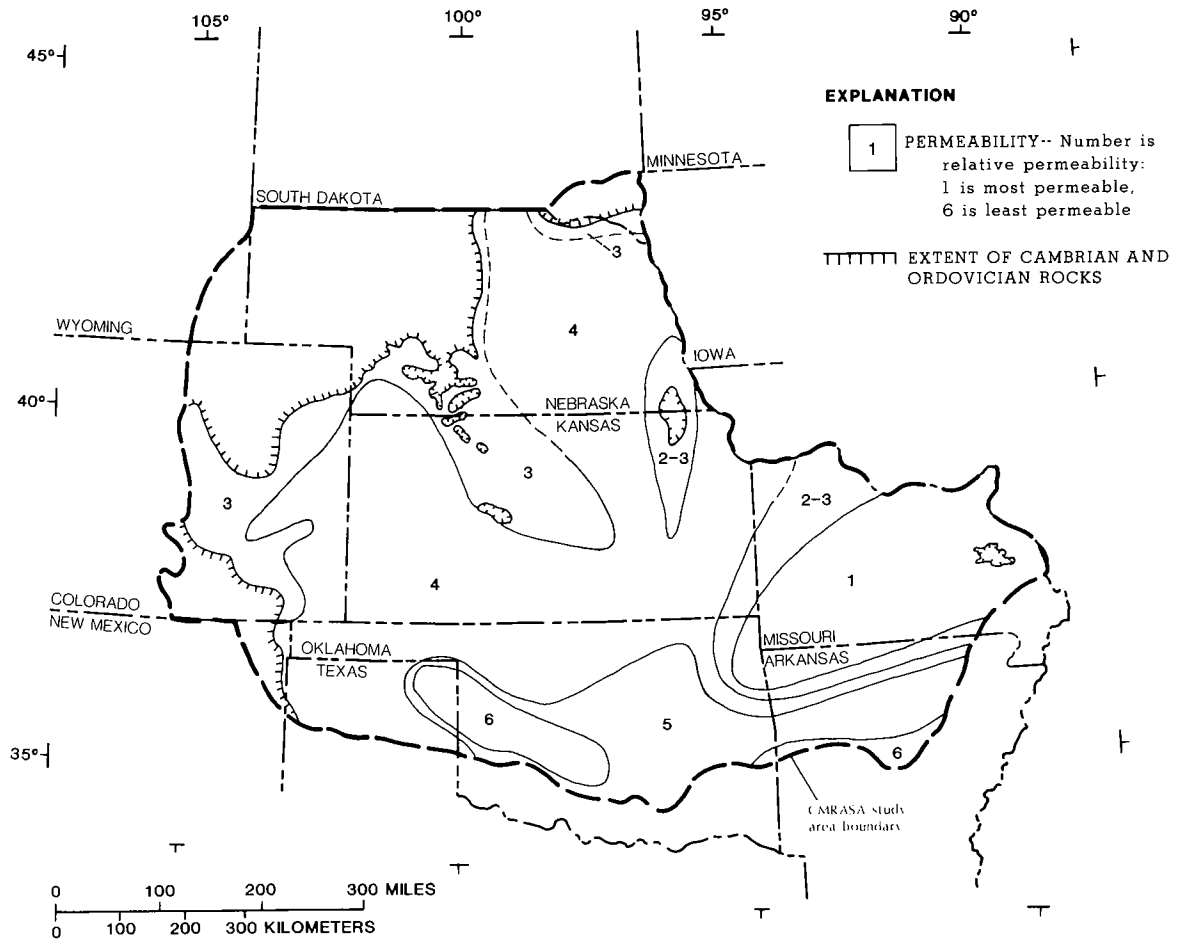 105°
100°
95°
90°
45°
EXPLANATION
1
PERMEABILITY-- Number is
relative permeability:
1 is most permeable,
6 is least permeable
EXTENT OF CAMBRIAN AND
ORDOVICIAN ROCKS
MINNESOTA
SOUTH DAKOTA
3
4
WYOMING
IOWA
40°
NEBRASKA
KANSAS
2-3
3
3
2-3
4
1
COLORADO
NEW MEXICO
MISSOURI
ARKANSAS
OKLAHOMA
TEXAS
6
5
6
35°
CMRASA study
area boundary
0 100 200 300 MILES
0 100 200 300 KILOMETERS